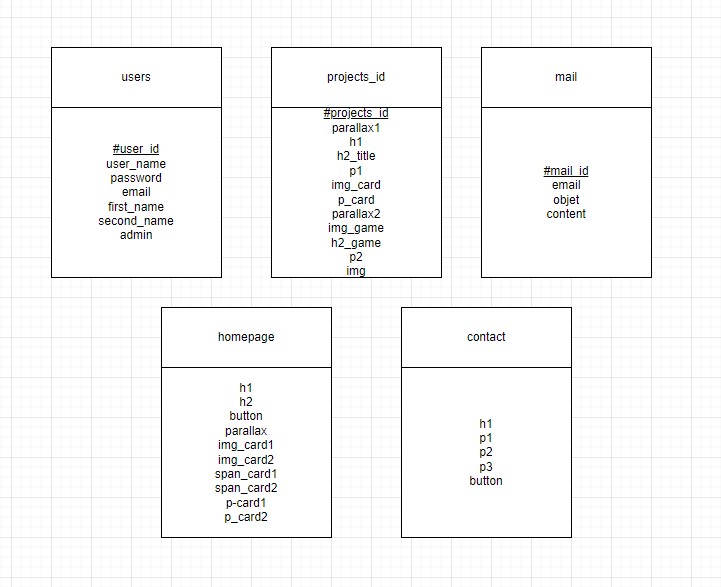 users
#user_id
user_name
password
email
first_name
second_name
admin
projects_id
#projects_id
parallax1
h1
h2_title
p1
img_card
p_card
parallax2
img_game
h2_game
p2
img
mail
#mail_id
email
objet
content
homepage
h1
h2
button
parallax
img_card1
img_card2
span_card1
span_card2
p-card1
p_card2
contact
h1
p1
p2
p3
button